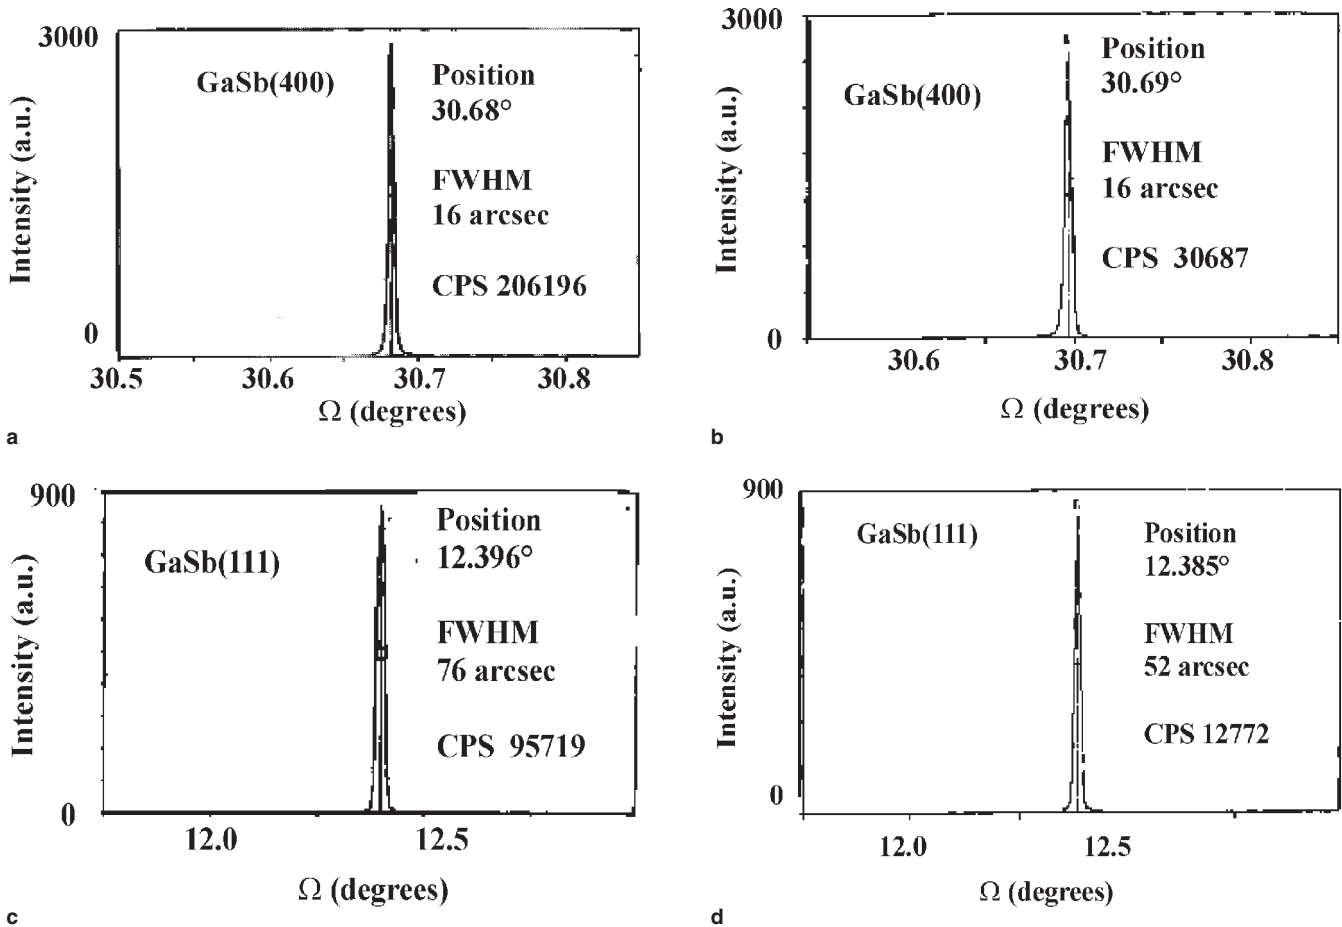 3000
GaSb(400)
Position
30.68°
FWHM
16 arcsec
CPS 206196
0
30.5 30.6 30.7 30.8
Ω (degrees)
Intensity (a.u.)
a
3000
GaSb(400)
Position
30.69°
FWHM
16 arcsec
CPS 30687
0
30.6 30.7 30.8
Ω (degrees)
Intensity (a.u.)
b
900
GaSb(111)
Position
12.396°
FWHM
76 arcsec
CPS 95719
0
12.0 12.5
Ω (degrees)
Intensity (a.u.)
c
900
GaSb(111)
Position
12.385°
FWHM
52 arcsec
CPS 12772
0
12.0 12.5
Ω (degrees)
Intensity (a.u.)
d